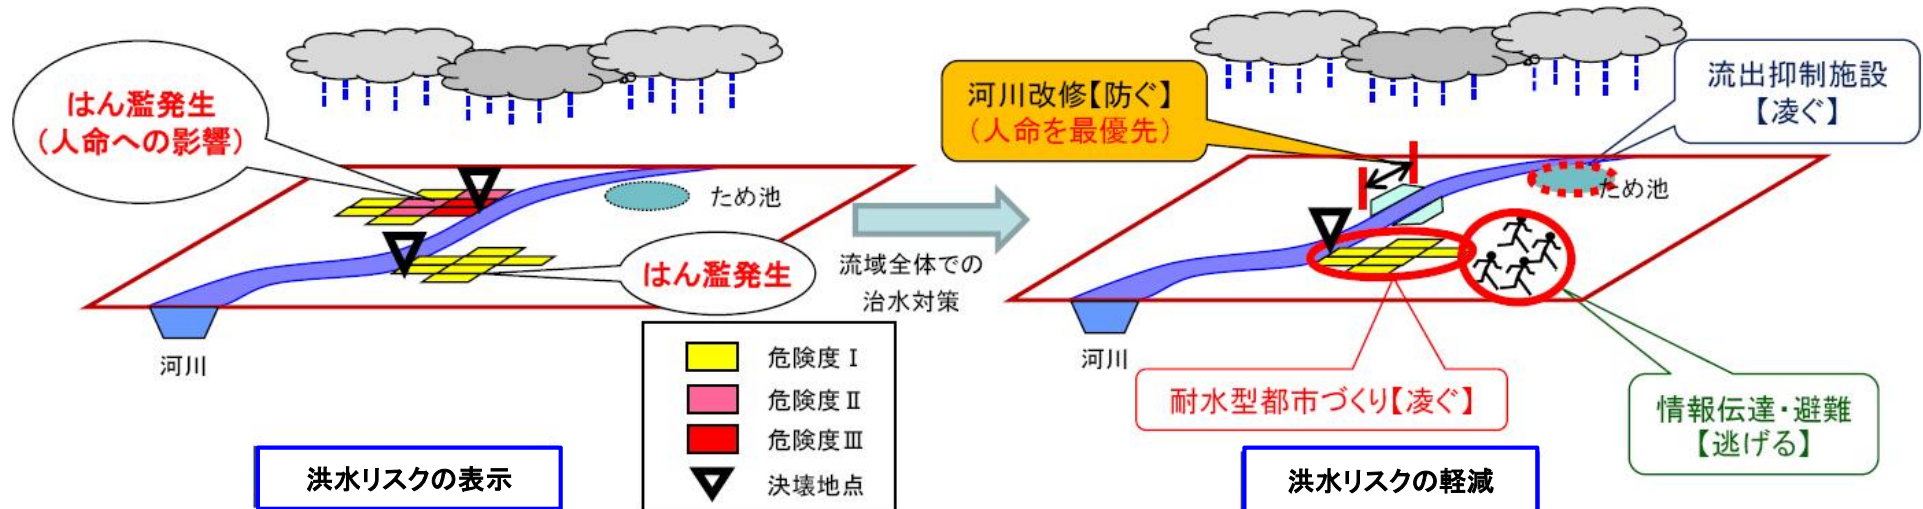 はん濫発生
（人命への影響）
ため池
はん濫発生
河川
流域全体での
治水対策
危険度Ⅰ
危険度Ⅱ
危険度Ⅲ
決壊地点
洪水リスクの表示
河川改修【防ぐ】
（人命を最優先）
流出抑制施設
【凌ぐ】
ため池
河川
耐水型都市づくり【凌ぐ】
情報伝達・避難
【逃げる】
洪水リスクの軽減